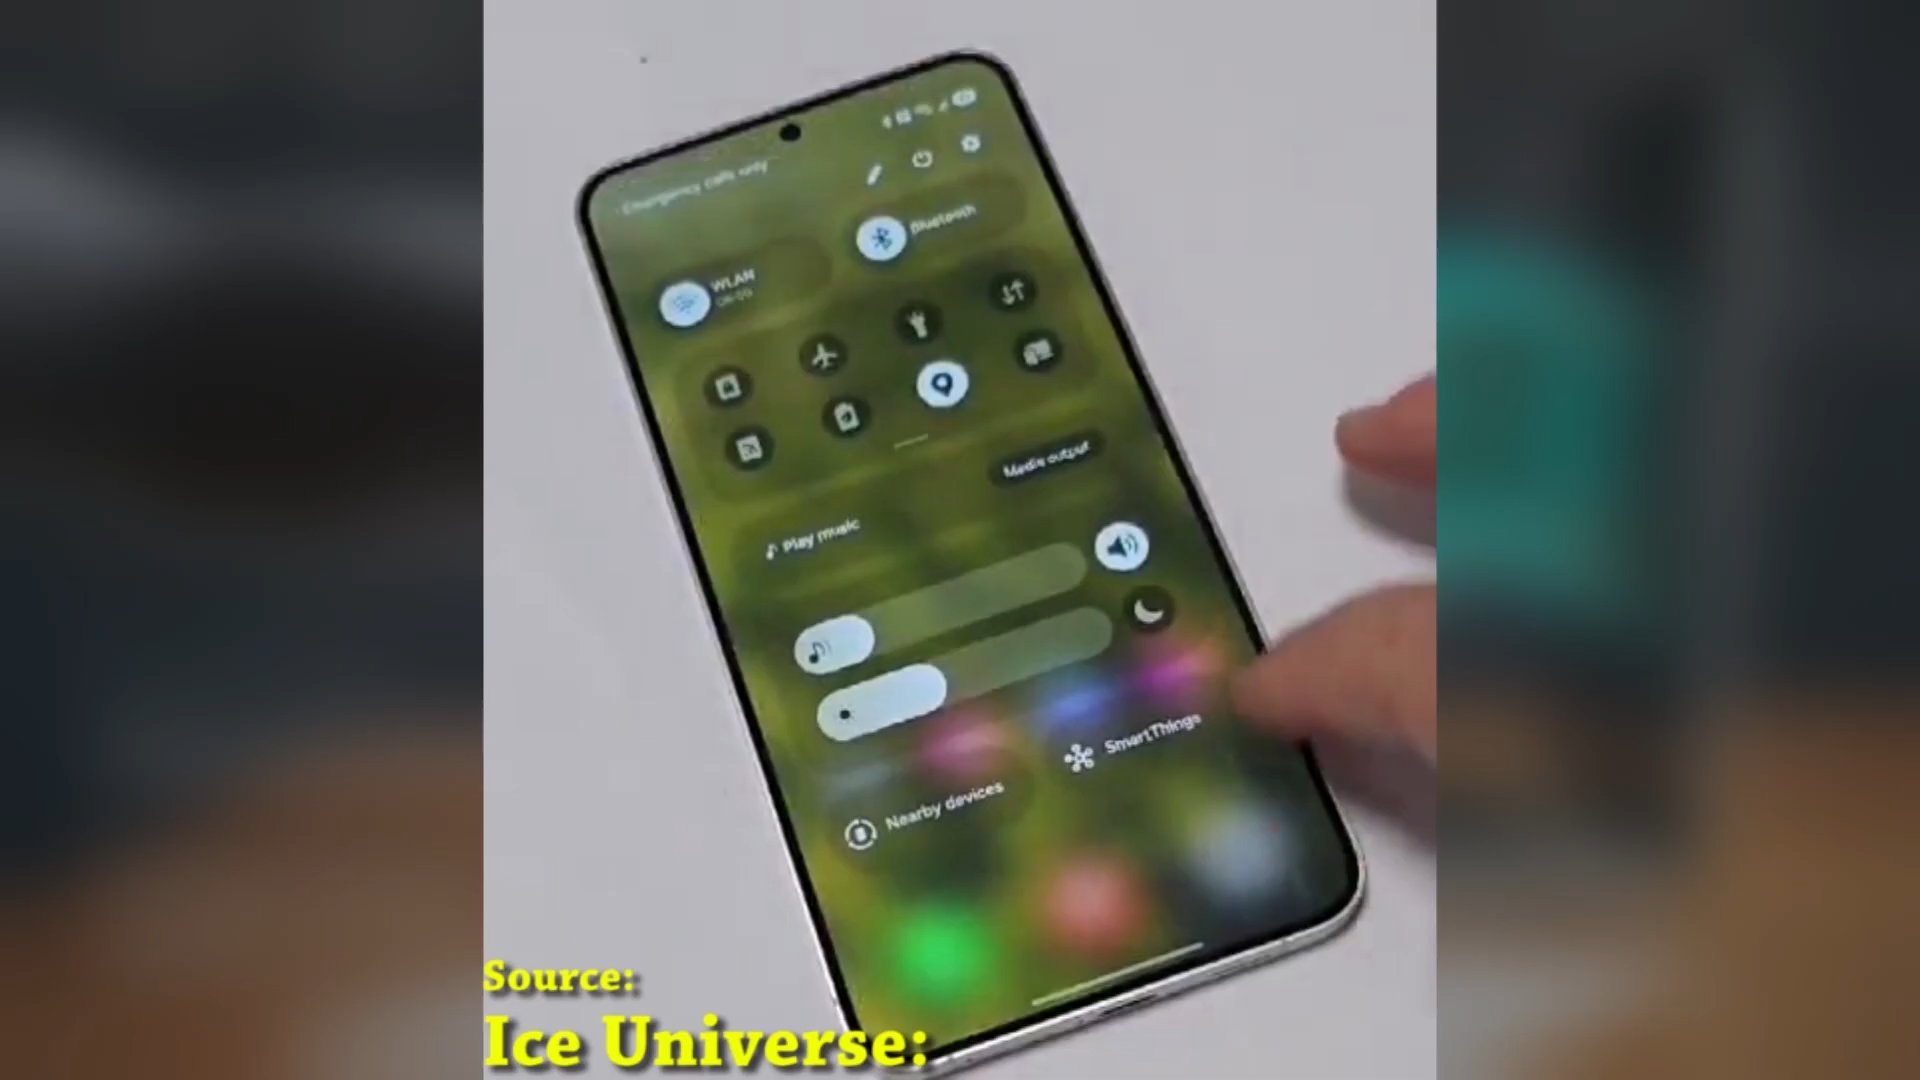 Emergency calls only
Bluetooth
WLAN
Media output
Play music
SmartThings
Nearby devices
Source:
Ice Universe: